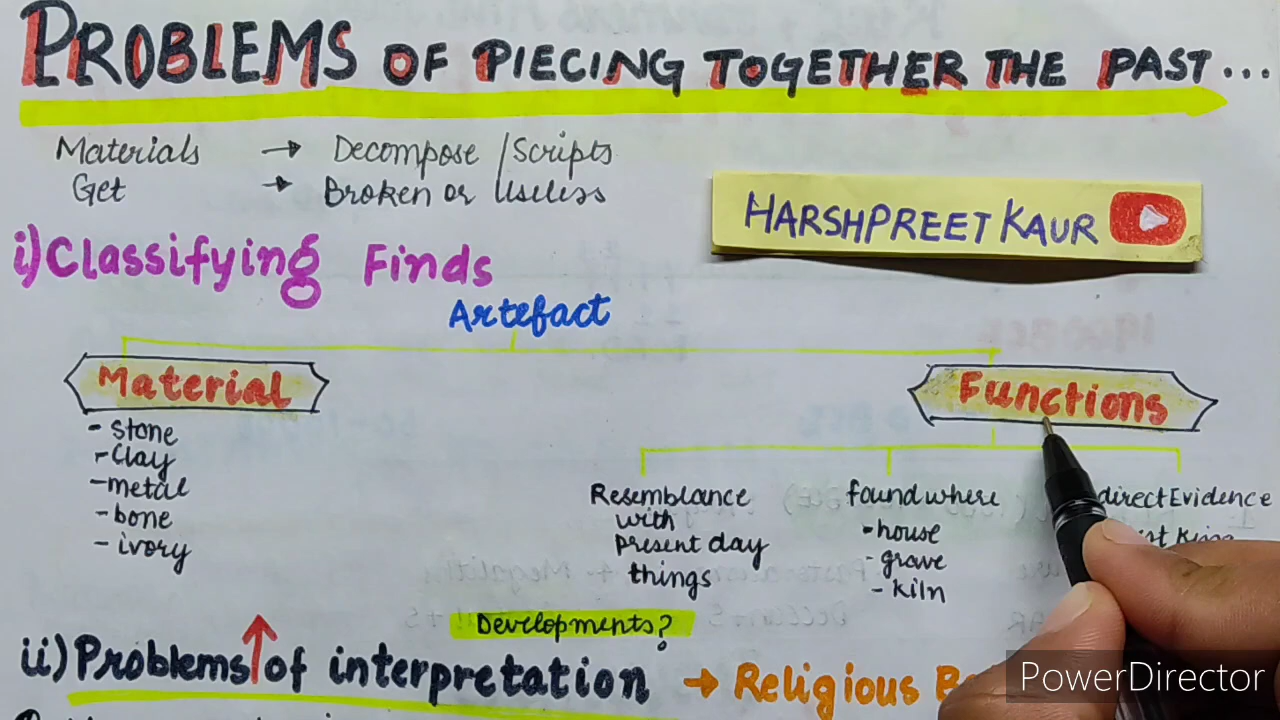 PROBLEMS OF PIECING TOGETHER THE PAST...
Materials → Decompose / Scripts
Get → Broken or Useless
HARSHPREET KAUR
i) Classifying Finds
Artefact
Material
- stone
- Clay
- metal
- bone
- ivory
Functions
Resemblance
with
present day
things
found where
- house
- grave
- kiln
direct Evidence
Developments?
ii) Problems ↑ of interpretation → Religious
PowerDirector